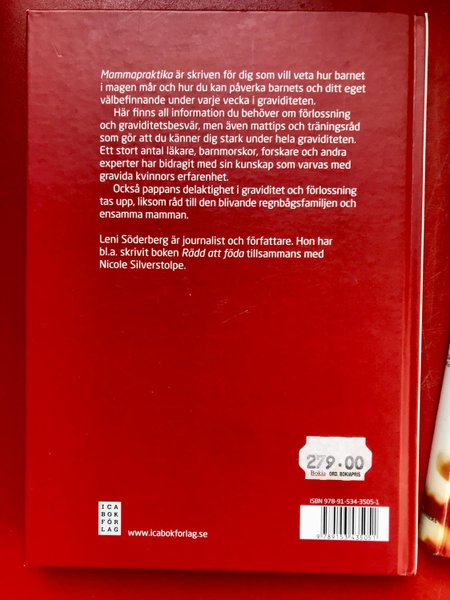 Mammapraktika är skriven för dig som vill veta hur barnet
i magen mår och hur du kan påverka barnets och ditt eget
välbefinnande under varje vecka i graviditeten.
Här finns all information du behöver om förlossning
och graviditetsbesvär, men även mattips och träningsråd
som gör att du känner dig stark under hela graviditeten.
Ett stort antal läkare, barnmorskor, forskare och andra
experter har bidragit med sin kunskap som varvas med
gravida kvinnors erfarenhet.
Också pappans delaktighet i graviditet och förlossning
tas upp, liksom råd till den blivande regnbågsfamiljen och
ensamma mamman.
Leni Söderberg är journalist och författare. Hon har
bl.a. skrivit boken Rädd att föda tillsammans med
Nicole Silverstolpe.
279.00
Bokia ORD. BOKIAPRIS
ISBN 978-91-534-3505-1
9 789153 435051
ICA
BOK
FÖR
LAG
www.icabokforlag.se